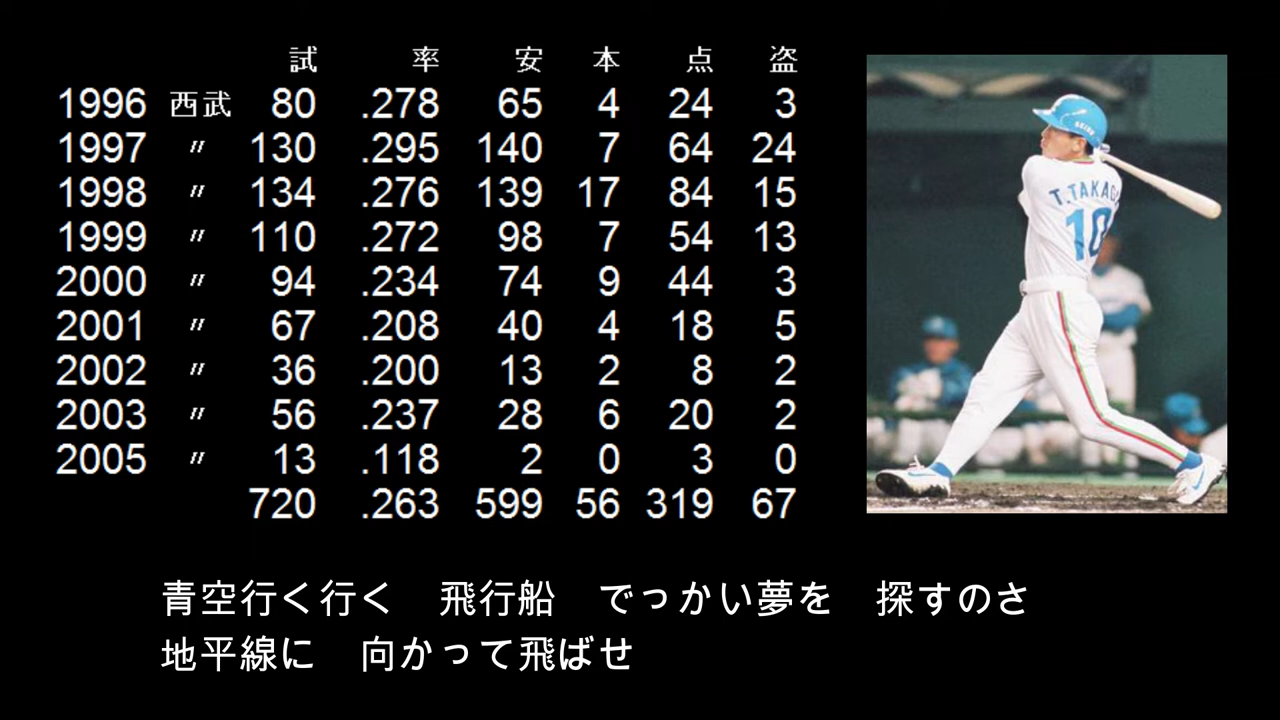 試 率 安 本 点 盗
1996 西武 80 .278 65 4 24 3
1997 〃 130 .295 140 7 64 24
1998 〃 134 .276 139 17 84 15
1999 〃 110 .272 98 7 54 13
2000 〃 94 .234 74 9 44 3
2001 〃 67 .208 40 4 18 5
2002 〃 36 .200 13 2 8 2
2003 〃 56 .237 28 6 20 2
2005 〃 13 .118 2 0 3 0
720 .263 599 56 319 67
T.TAKAG
10
青空行く行く 飛行船 でっかい夢を 探すのさ
地平線に 向かって飛ばせ